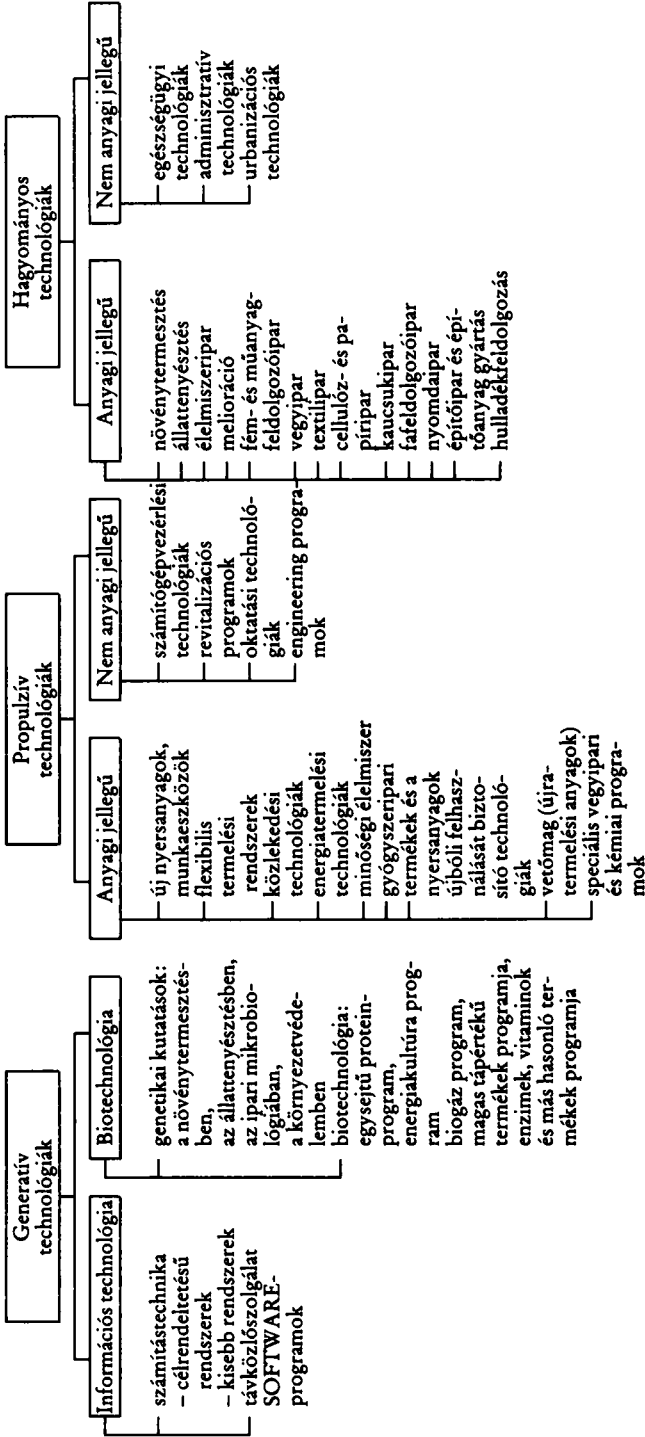 Generatív
technológiák
Információs technológia
számítástechnika
– célrendeltetésű
rendszerek
– kisebb rendszerek
távközlőszolgálat
SOFTWARE-
programok
Biotechnológia
genetikai kutatások:
a növénytermesztés-
ben,
az állattenyésztésben,
az ipari mikrobio-
lógiában,
a környezetvéde-
lemben
biotechnológia:
egysejtű protein-
program,
energiakultúra prog-
ram
biogáz program,
magas tápértékű
termékek programja,
enzimek, vitaminok
és más hasonló ter-
mékek programja
Propulzív
technológiák
Anyagi jellegű
új nyersanyagok,
munkaeszközök
flexibilis
termelési
rendszerek
közlekedési
technológiák
energiatermelési
technológiák
minőségi élelmiszer
gyógyszeripari
termékek és a
nyersanyagok
újbóli felhasz-
nálását bizto-
sító technoló-
giák
vetőmag (újra-
termelési anyagok)
speciális vegyipari
és kémiai progra-
mok
Nem anyagi jellegű
számítógépvezérlési
technológiák
revitalizációs
programok
oktatási technoló-
giák
engineering progra-
mok
Hagyományos
technológiák
Anyagi jellegű
növénytermesztés
állattenyésztés
élelmiszeripar
melioráció
fém- és műanyag-
feldolgozóipar
vegyipar
textilipar
cellulóz- és pa-
píripar
kaucsukipar
fafeldolgozóipar
nyomdaipar
építőipar és épí-
tőanyag gyártás
hulladékfeldolgozás
Nem anyagi jellegű
egészségügyi
technológiák
adminisztratív
technológiák
urbanizációs
technológiák